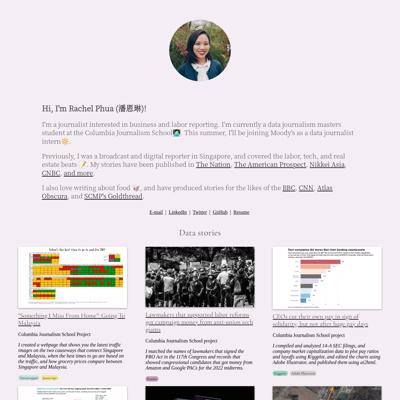 Hi, I'm Rachel Phua (潘恩琳)!
I'm a journalist interested in business and labor reporting. I'm currently a data journalism masters
student at the Columbia Journalism School👩🏻‍💻 This summer, I'll be joining Moody's as a data journalist
intern🔆.
Previously, I was a broadcast and digital reporter in Singapore, and covered the labor, tech, and real
estate beats 📝. My stories have been published in The Nation, The American Prospect, Nikkei Asia,
CNBC, and more.
I also love writing about food 🥡, and have produced stories for the likes of the BBC, CNN, Atlas
Obscura, and SCMP's Goldthread.
E-mail | LinkedIn | Twitter | GitHub | Resume
Data stories
"Something I Miss From Home": Going To
Malaysia
Columbia Journalism School Project
I created a webpage that shows you the latest traffic
images on the two causeways that connect Singapore
and Malaysia, when the best times to go are based on
the traffic, and how grocery prices compare between
Singapore and Malaysia.
Lawmakers that supported labor reforms
got campaign money from anti-union tech
giants
Columbia Journalism School Project
I matched the names of lawmakers that signed the
PRO Act in the 117th Congress and records that
showed congressional candidates that got money from
Amazon and Google PACs for the 2022 midterms.
CEOs cut their own pay in sign of
solidarity, but not after huge pay days
Columbia Journalism School Project
I compiled and analysed 14-A SEC filings, and
company market capitalization data to plot pay ratios
and layoffs using R/ggplot, edited the charts using
Adobe Illustrator, and published them using ai2html.